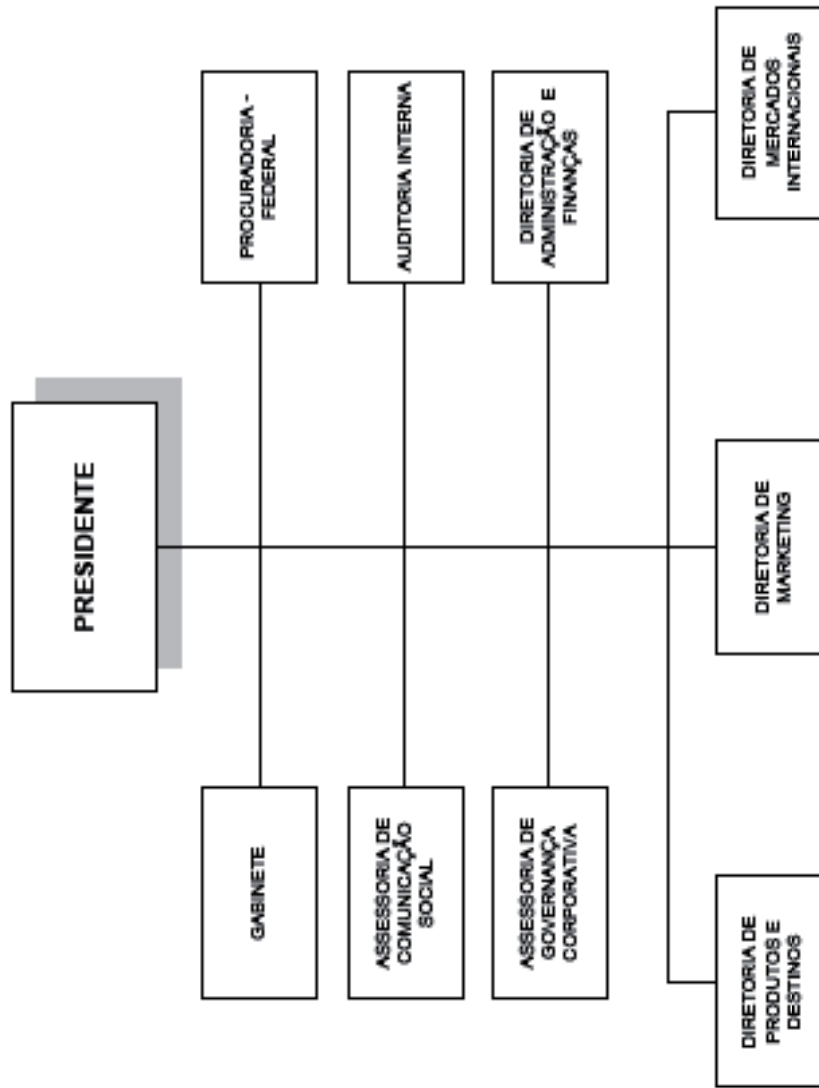 PRESIDENTE
GABINETE
PROCURADORIA -
FEDERAL
ASSESSORIA DE
COMUNICAÇÃO
SOCIAL
AUDITORIA INTERNA
ASSESSORIA DE
GOVERNANÇA
CORPORATIVA
DIRETORIA DE
ADMINISTRAÇÃO E
FINANÇAS
DIRETORIA DE
PRODUTOS E
DESTINOS
DIRETORIA DE
MARKETING
DIRETORIA DE
MERCADOS
INTERNACIONAIS